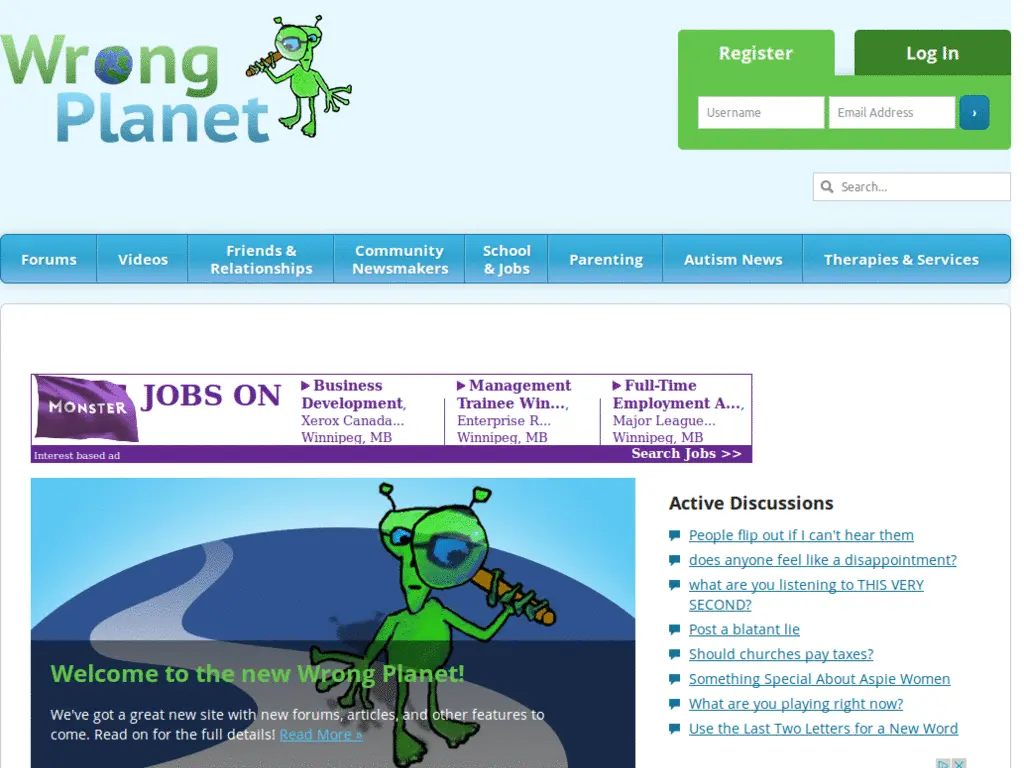 Wrong
Planet
Register
Log In
Username
Email Address
›
Search...
Forums
Videos
Friends &
Relationships
Community
Newsmakers
School
& Jobs
Parenting
Autism News
Therapies & Services
MONSTER
JOBS ON
Business
Development,
Xerox Canada...
Winnipeg, MB
Management
Trainee Win...,
Enterprise R...
Winnipeg, MB
Full-Time
Employment A...,
Major League...
Winnipeg, MB
Interest based ad
Search Jobs >>
Welcome to the new Wrong Planet!
We've got a great new site with new forums, articles, and other features to
come. Read on for the full details! Read More »
Active Discussions
People flip out if I can't hear them
does anyone feel like a disappointment?
what are you listening to THIS VERY
SECOND?
Post a blatant lie
Should churches pay taxes?
Something Special About Aspie Women
What are you playing right now?
Use the Last Two Letters for a New Word